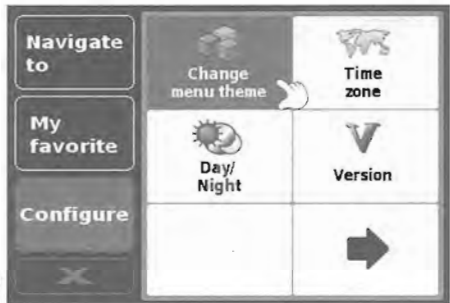 Navigate
to
My
favorite
Configure
Change
menu theme
Time
zone
Day/
Night
Version